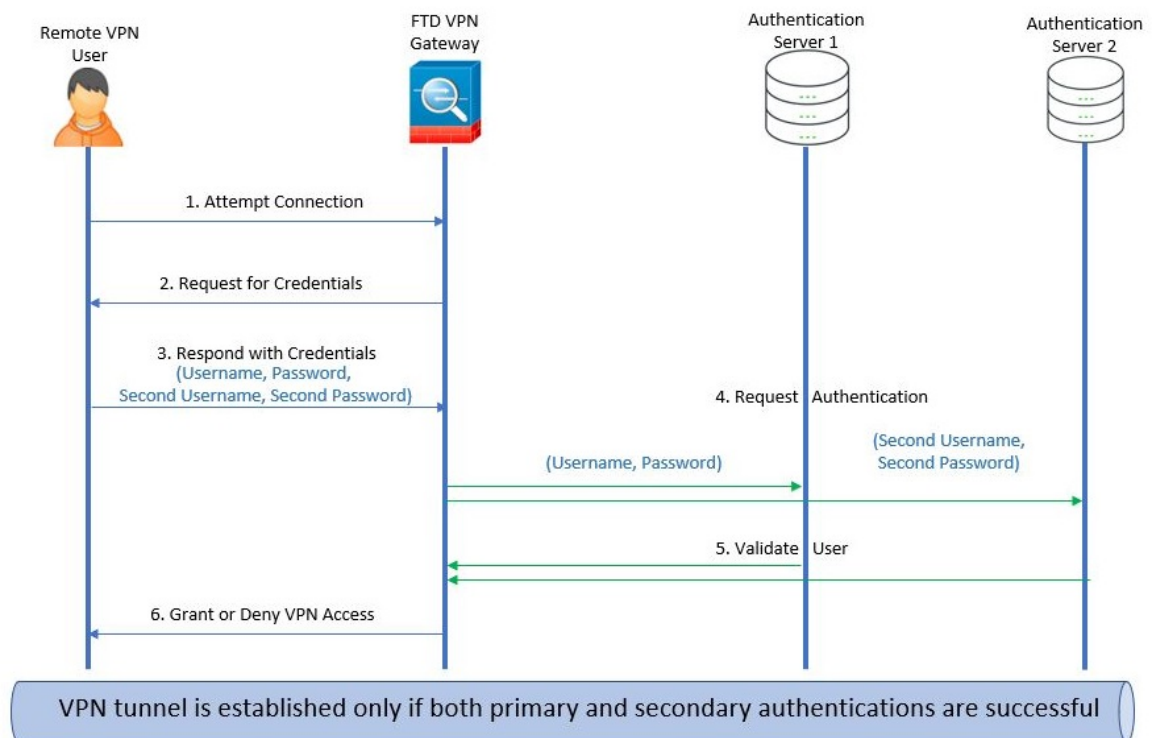 Remote VPN
User
FTD VPN
Gateway
Authentication
Server 1
Authentication
Server 2
1. Attempt Connection
2. Request for Credentials
3. Respond with Credentials
(Username, Password,
Second Username, Second Password)
4. Request Authentication
(Username, Password)
(Second Username,
Second Password)
5. Validate User
6. Grant or Deny VPN Access
VPN tunnel is established only if both primary and secondary authentications are successful